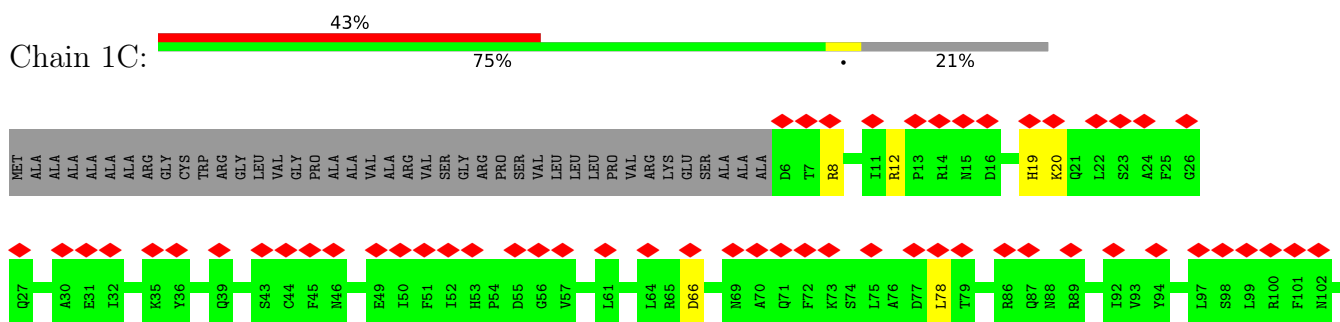 43%
Chain 1C:
75% • 21%
MET ALA ALA ALA ALA ALA ALA ARG GLY CYS TRP ARG GLY LEU VAL GLY PRO ALA ALA VAL ALA ARG VAL SER GLY ARG PRO SER VAL LEU LEU LEU PRO VAL ARG LYS GLU SER ALA ALA ALA D6 T7 R8 I11 R12 P13 R14 N15 D16 H19 K20 Q21 L22 S23 A24 F25 G26
Q27 A30 E31 I32 K35 Y36 Q39 S43 C44 F45 N46 E49 I50 F51 I52 H53 P54 D55 G56 V57 L61 L64 R65 D66 N69 A70 Q71 F72 K73 S74 L75 A76 D77 L78 T79 R86 Q87 N88 R89 I92 V93 Y94 L97 S98 L99 R100 F101 N102